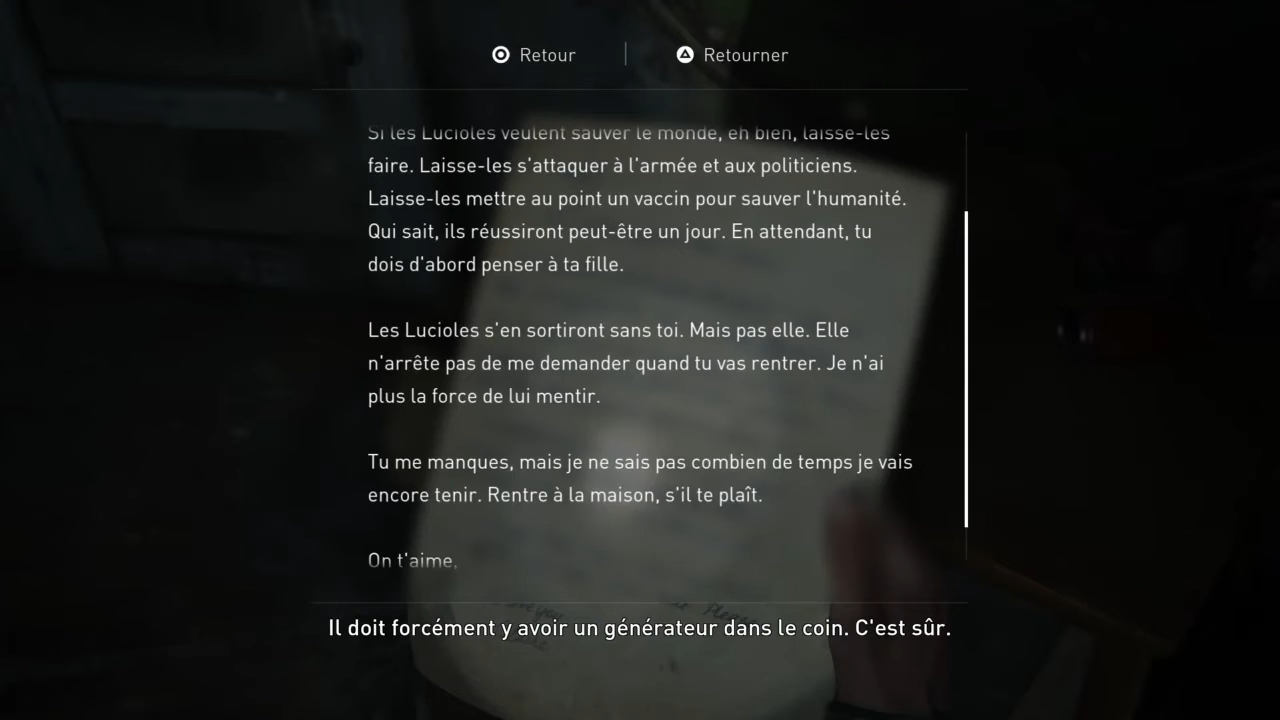 Retour | Retourner
Si les Lucioles veulent sauver le monde, eh bien, laisse-les
faire. Laisse-les s'attaquer à l'armée et aux politiciens.
Laisse-les mettre au point un vaccin pour sauver l'humanité.
Qui sait, ils réussiront peut-être un jour. En attendant, tu
dois d'abord penser à ta fille.
Les Lucioles s'en sortiront sans toi. Mais pas elle. Elle
n'arrête pas de me demander quand tu vas rentrer. Je n'ai
plus la force de lui mentir.
Tu me manques, mais je ne sais pas combien de temps je vais
encore tenir. Rentre à la maison, s'il te plaît.
On t'aime,
Il doit forcément y avoir un générateur dans le coin. C'est sûr.